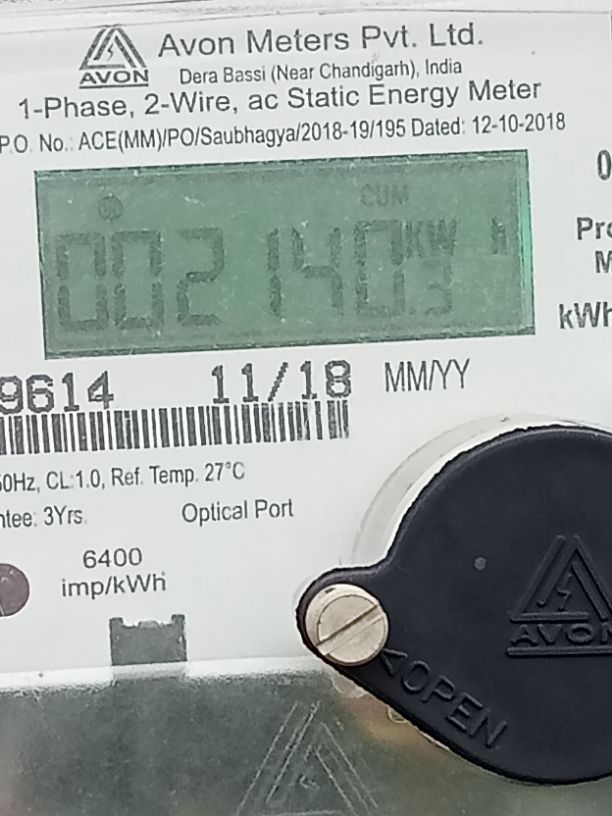 Avon Meters Pvt. Ltd.
AVON
Dera Bassi (Near Chandigarh), India
1-Phase, 2-Wire, ac Static Energy Meter
P.O. No.: ACE(MM)/PO/Saubhagya/2018-19/195 Dated: 12-10-2018
CUM
002140.3 KW h
kWh
9614 11/18 MM/YY
50Hz, CL:1.0, Ref. Temp. 27°C
ntee: 3Yrs. Optical Port
6400
imp/kWh
AVON
<OPEN